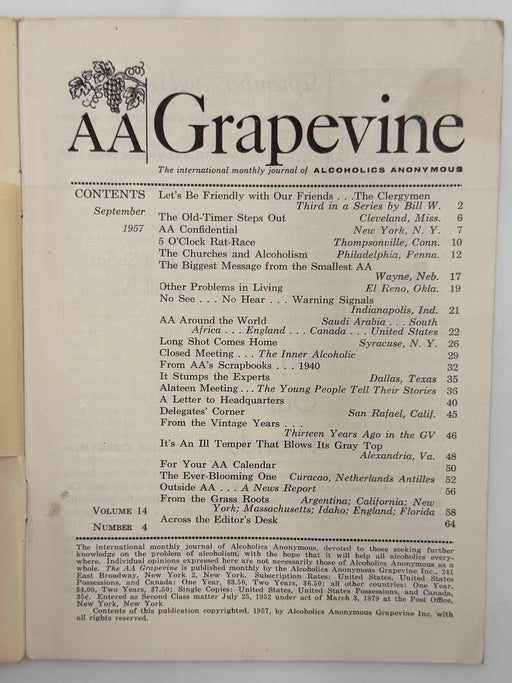 AA Grapevine
The international monthly journal of ALCOHOLICS ANONYMOUS
CONTENTS
September
1957
Let's Be Friendly with Our Friends . . . The Clergymen
Third in a Series by Bill W. 2
The Old-Timer Steps Out Cleveland, Miss. 6
AA Confidential New York, N. Y. 7
5 O'Clock Rat-Race Thompsonville, Conn. 10
The Churches and Alcoholism Philadelphia, Penna. 12
The Biggest Message from the Smallest AA
Wayne, Neb. 17
Other Problems in Living El Reno, Okla. 19
No See . . . No Hear . . . Warning Signals
Indianapolis, Ind. 21
AA Around the World Saudi Arabia . . . South
Africa . . . England . . . Canada . . . United States 22
Long Shot Comes Home Syracuse, N. Y. 26
Closed Meeting . . . The Inner Alcoholic 29
From AA's Scrapbooks . . . 1940 32
It Stumps the Experts Dallas, Texas 35
Alateen Meeting . . . The Young People Tell Their Stories 36
A Letter to Headquarters 40
Delegates' Corner San Rafael, Calif. 45
From the Vintage Years . . .
Thirteen Years Ago in the GV 46
It's An Ill Temper That Blows Its Gray Top
Alexandria, Va. 48
For Your AA Calendar 50
The Ever-Blooming One Curacao, Netherlands Antilles 52
Outside AA . . . A News Report 56
From the Grass Roots Argentina; California; New
York; Massachusetts; Idaho; England; Florida 58
Across the Editor's Desk 64
VOLUME 14
NUMBER 4
The international monthly journal of Alcoholics Anonymous, devoted to those seeking further
knowledge on the problem of alcoholism, with the hope that it will help all alcoholics every-
where. Individual opinions expressed here are not necessarily those of Alcoholics Anonymous as a
whole. The AA Grapevine is published monthly by the Alcoholics Anonymous Grapevine Inc., 241
East Broadway, New York 2, New York. Subscription Rates: United States, United States
Possessions, and Canada: One Year, $3.50, Two Years, $6.50; all other countries: One Year,
$4.00, Two Years, $7.50; Single Copies: United States, United States Possessions, and Canada,
35¢. Entered as Second Class matter July 25, 1952 under act of March 3, 1879 at the Post Office,
New York, New York.
Contents of this publication copyrighted, 1957, by Alcoholics Anonymous Grapevine Inc. with
all rights reserved.